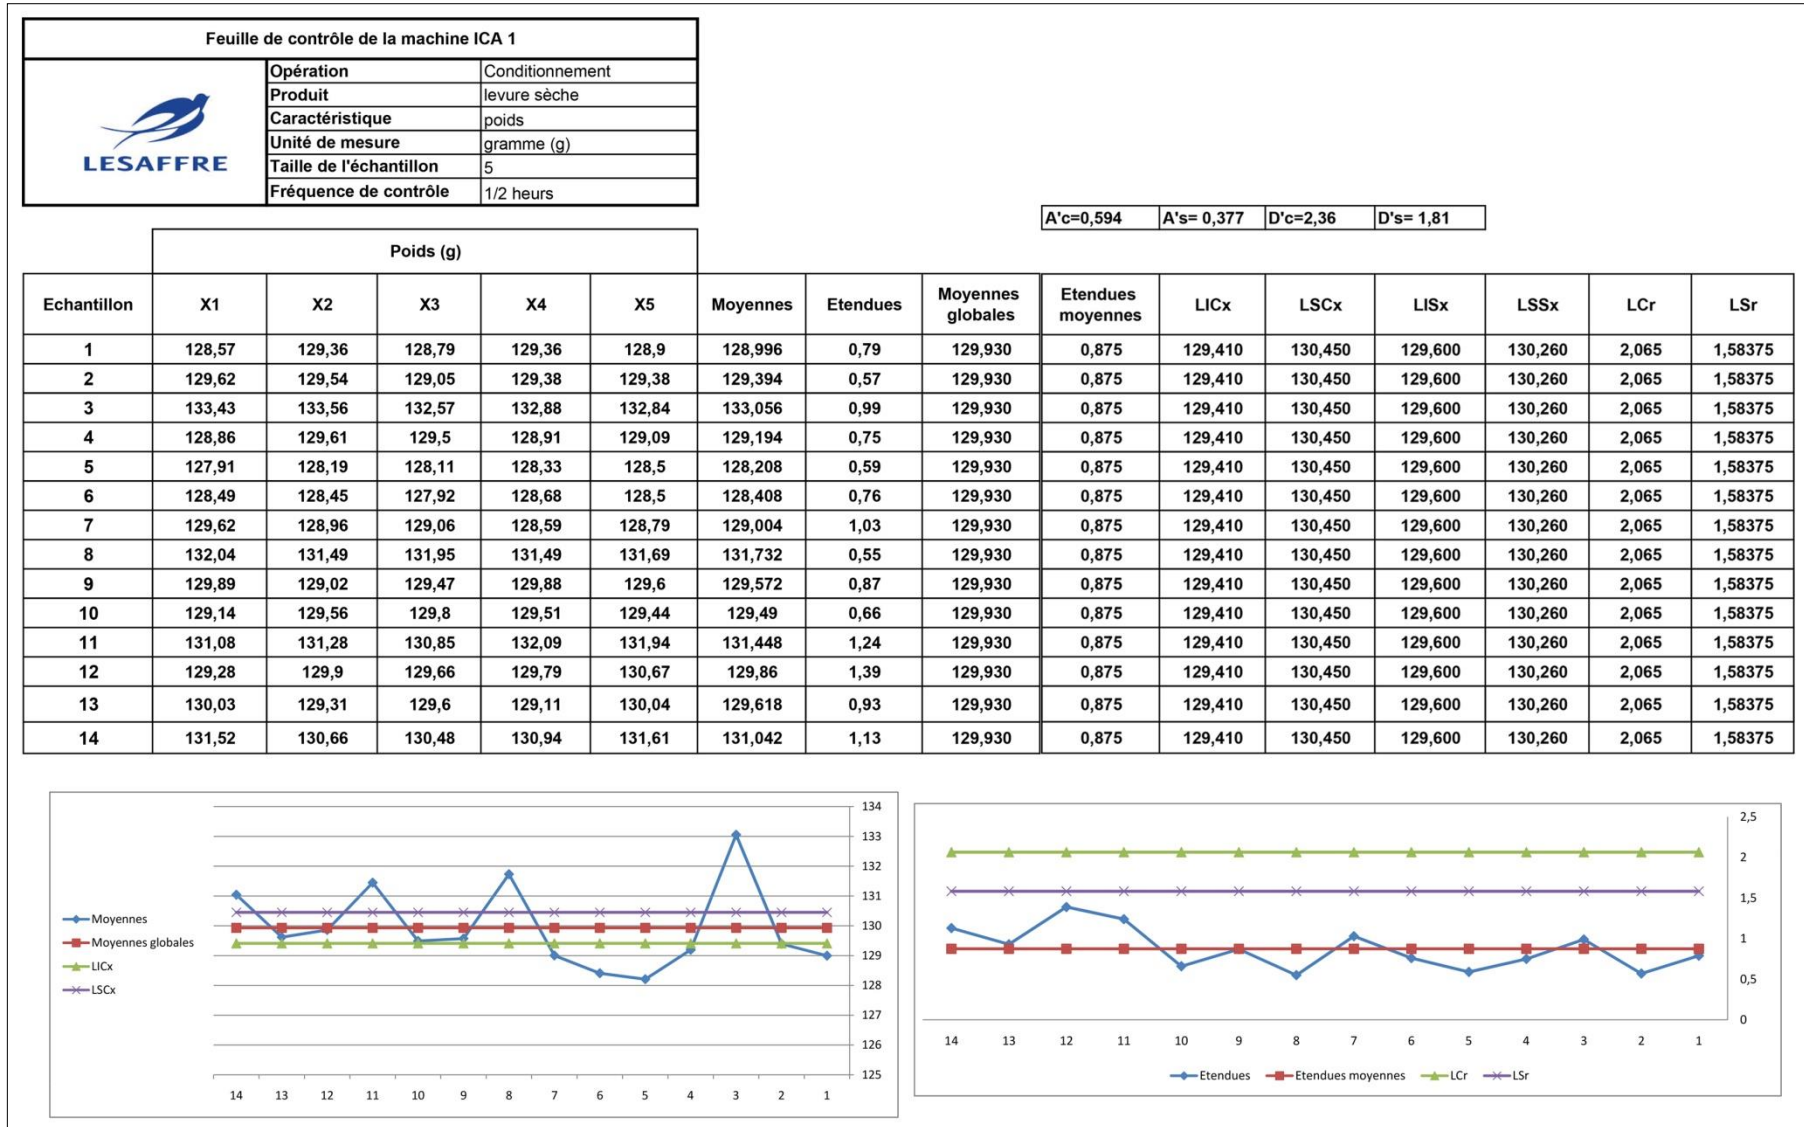 Feuille de contrôle de la machine ICA 1
LESAFFRE
Opération Conditionnement
Produit levure sèche
Caractéristique poids
Unité de mesure gramme (g)
Taille de l'échantillon 5
Fréquence de contrôle 1/2 heurs
A'c=0,594 A's= 0,377 D'c=2,36 D's= 1,81
Poids (g)
Echantillon X1 X2 X3 X4 X5 Moyennes Etendues Moyennes globales Etendues moyennes LICx LSCx LISx LSSx LCr LSr
1 128,57 129,36 128,79 129,36 128,9 128,996 0,79 129,930 0,875 129,410 130,450 129,600 130,260 2,065 1,58375
2 129,62 129,54 129,05 129,38 129,38 129,394 0,57 129,930 0,875 129,410 130,450 129,600 130,260 2,065 1,58375
3 133,43 133,56 132,57 132,88 132,84 133,056 0,99 129,930 0,875 129,410 130,450 129,600 130,260 2,065 1,58375
4 128,86 129,61 129,5 128,91 129,09 129,194 0,75 129,930 0,875 129,410 130,450 129,600 130,260 2,065 1,58375
5 127,91 128,19 128,11 128,33 128,5 128,208 0,59 129,930 0,875 129,410 130,450 129,600 130,260 2,065 1,58375
6 128,49 128,45 127,92 128,68 128,5 128,408 0,76 129,930 0,875 129,410 130,450 129,600 130,260 2,065 1,58375
7 129,62 128,96 129,06 128,59 128,79 129,004 1,03 129,930 0,875 129,410 130,450 129,600 130,260 2,065 1,58375
8 132,04 131,49 131,95 131,49 131,69 131,732 0,55 129,930 0,875 129,410 130,450 129,600 130,260 2,065 1,58375
9 129,89 129,02 129,47 129,88 129,6 129,572 0,87 129,930 0,875 129,410 130,450 129,600 130,260 2,065 1,58375
10 129,14 129,56 129,8 129,51 129,44 129,49 0,66 129,930 0,875 129,410 130,450 129,600 130,260 2,065 1,58375
11 131,08 131,28 130,85 132,09 131,94 131,448 1,24 129,930 0,875 129,410 130,450 129,600 130,260 2,065 1,58375
12 129,28 129,9 129,66 129,79 130,67 129,86 1,39 129,930 0,875 129,410 130,450 129,600 130,260 2,065 1,58375
13 130,03 129,31 129,6 129,11 130,04 129,618 0,93 129,930 0,875 129,410 130,450 129,600 130,260 2,065 1,58375
14 131,52 130,66 130,48 130,94 131,61 131,042 1,13 129,930 0,875 129,410 130,450 129,600 130,260 2,065 1,58375
Moyennes
Moyennes globales
LICx
LSCx
134
133
132
131
130
129
128
127
126
125
14 13 12 11 10 9 8 7 6 5 4 3 2 1
2,5
2
1,5
1
0,5
0
14 13 12 11 10 9 8 7 6 5 4 3 2 1
Etendues Etendues moyennes LCr LSr